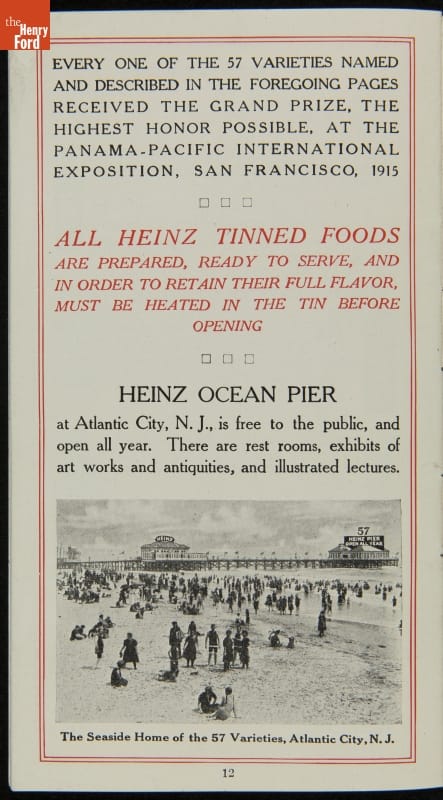 the
Henry
Ford
EVERY ONE OF THE 57 VARIETIES NAMED
AND DESCRIBED IN THE FOREGOING PAGES
RECEIVED THE GRAND PRIZE, THE
HIGHEST HONOR POSSIBLE, AT THE
PANAMA-PACIFIC INTERNATIONAL
EXPOSITION, SAN FRANCISCO, 1915
ALL HEINZ TINNED FOODS
ARE PREPARED, READY TO SERVE, AND
IN ORDER TO RETAIN THEIR FULL FLAVOR,
MUST BE HEATED IN THE TIN BEFORE
OPENING
HEINZ OCEAN PIER
at Atlantic City, N. J., is free to the public, and
open all year. There are rest rooms, exhibits of
art works and antiquities, and illustrated lectures.
HEINZ
57
HEINZ PIER
OPEN ALL YEAR
The Seaside Home of the 57 Varieties, Atlantic City, N. J.
12